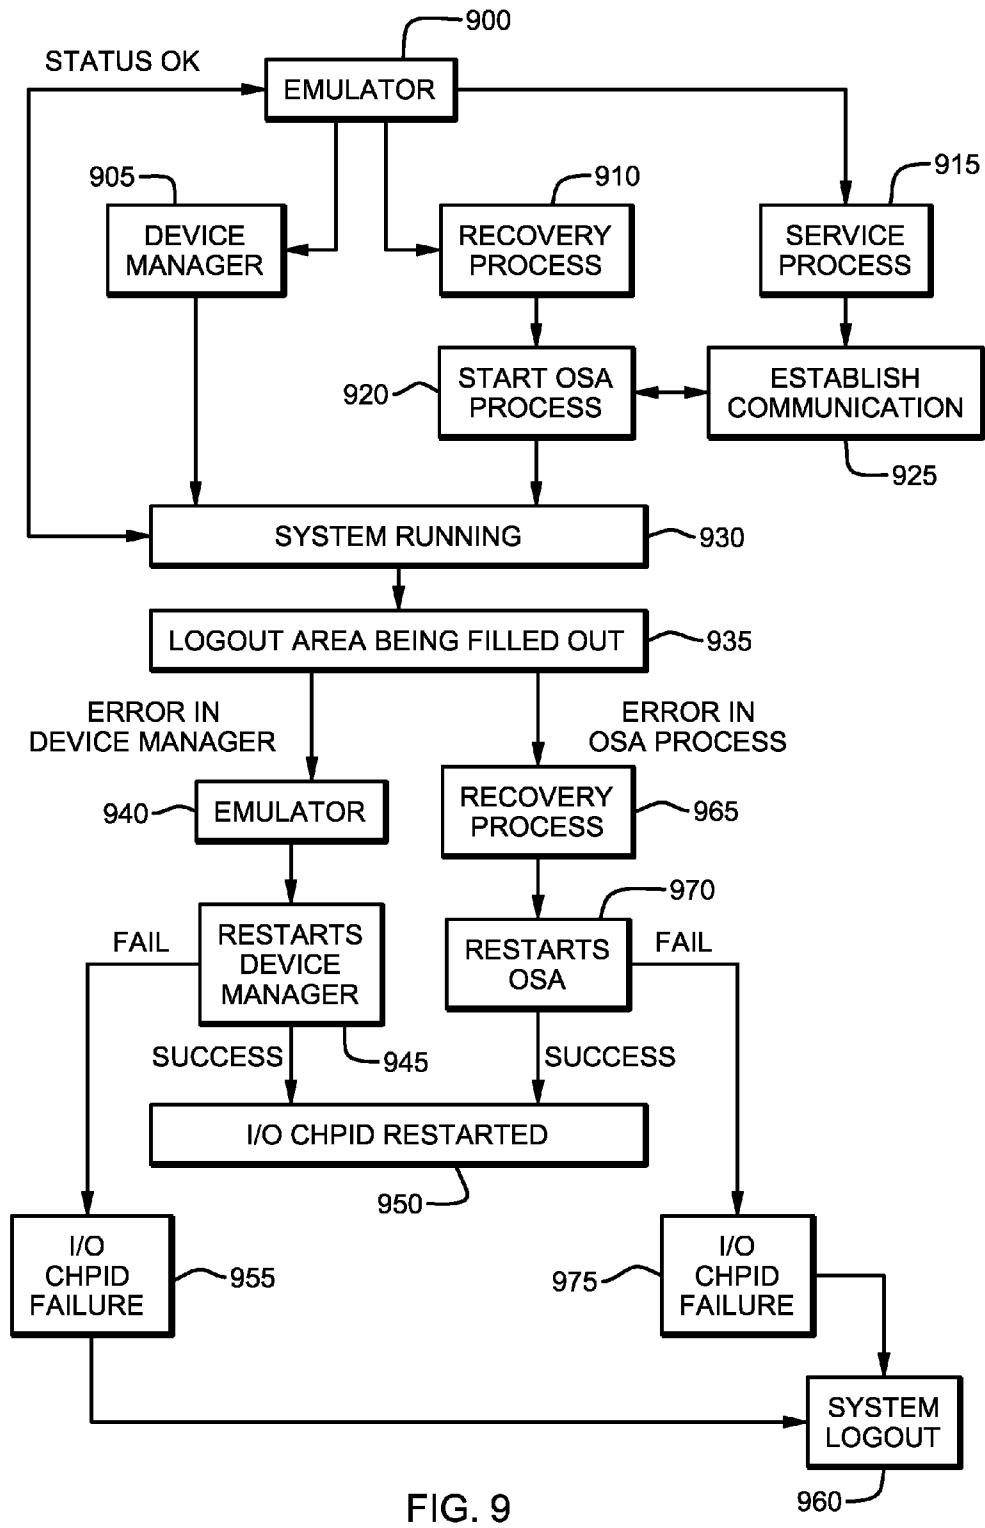 900
STATUS OK
EMULATOR
905
910
915
DEVICE
MANAGER
RECOVERY
PROCESS
SERVICE
PROCESS
920
START OSA
PROCESS
ESTABLISH
COMMUNICATION
925
SYSTEM RUNNING
930
LOGOUT AREA BEING FILLED OUT
935
ERROR IN
DEVICE MANAGER
ERROR IN
OSA PROCESS
940
EMULATOR
RECOVERY
PROCESS
965
970
FAIL
RESTARTS
DEVICE
MANAGER
RESTARTS
OSA
FAIL
SUCCESS
945
SUCCESS
I/O CHPID RESTARTED
950
I/O
CHPID
FAILURE
955
975
I/O
CHPID
FAILURE
SYSTEM
LOGOUT
960
FIG. 9